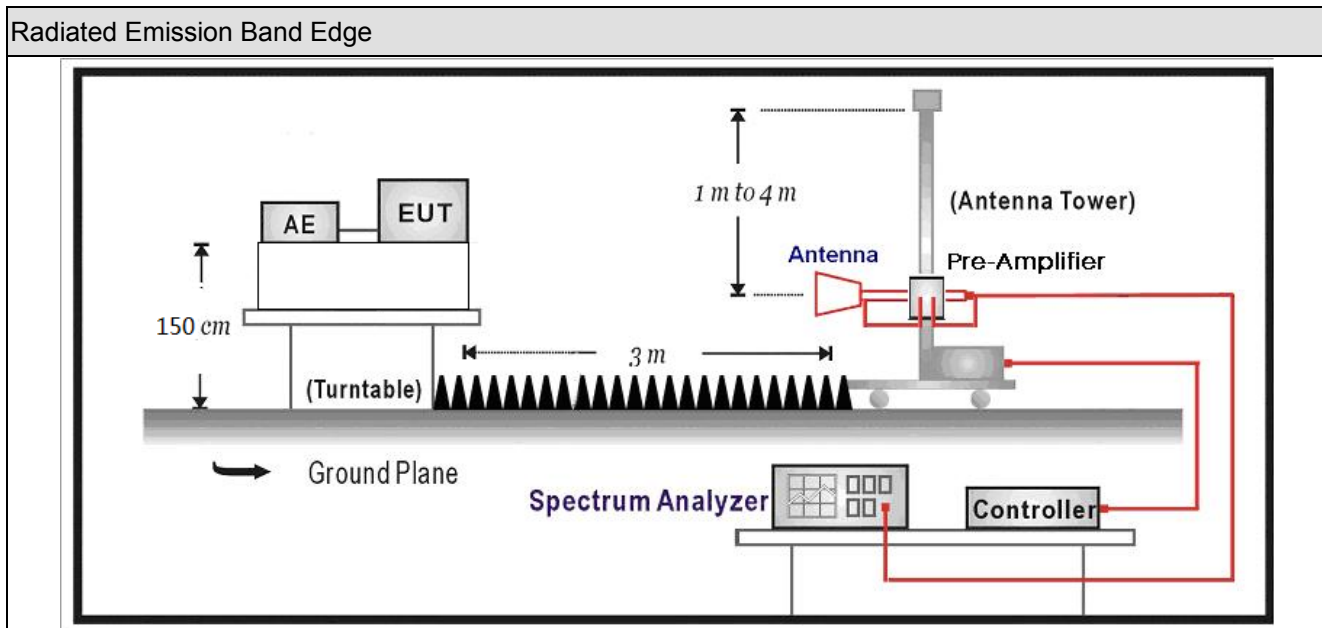 Radiated Emission Band Edge
1 m to 4 m
(Antenna Tower)
AE
EUT
Antenna
Pre-Amplifier
150 cm
3 m
(Turntable)
Ground Plane
Spectrum Analyzer
Controller